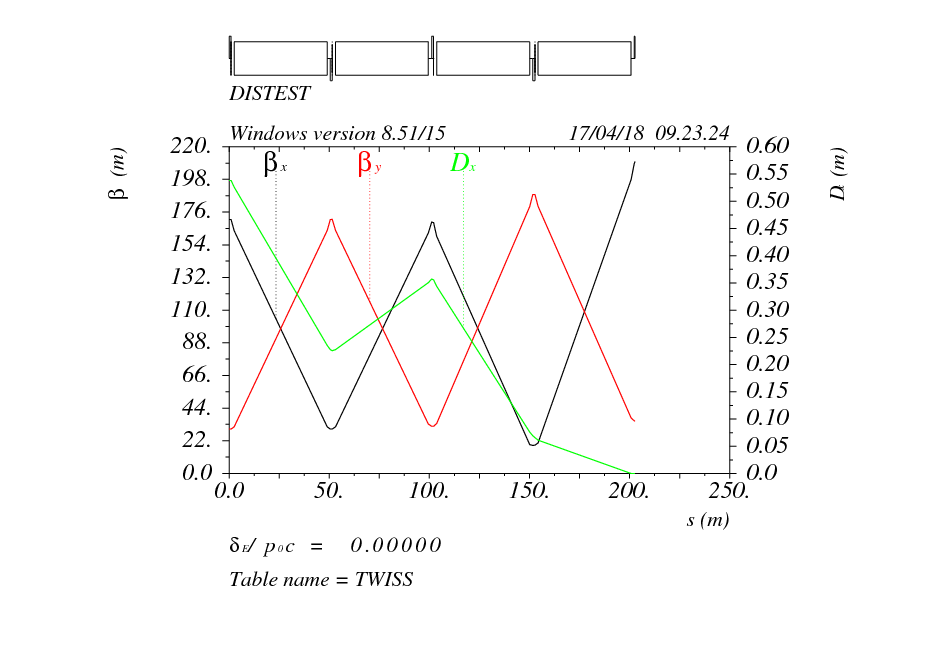 DISTEST
Windows version 8.51/15 17/04/18 09.23.24
β (m)
220.
198.
176.
154.
132.
110.
88.
66.
44.
22.
0.0
βx βy Dx
0.60
0.55
0.50
0.45
0.40
0.35
0.30
0.25
0.20
0.15
0.10
0.05
0.0
Dx (m)
0.0 50. 100. 150. 200. 250.
s (m)
δE/ p0c = 0.00000
Table name = TWISS